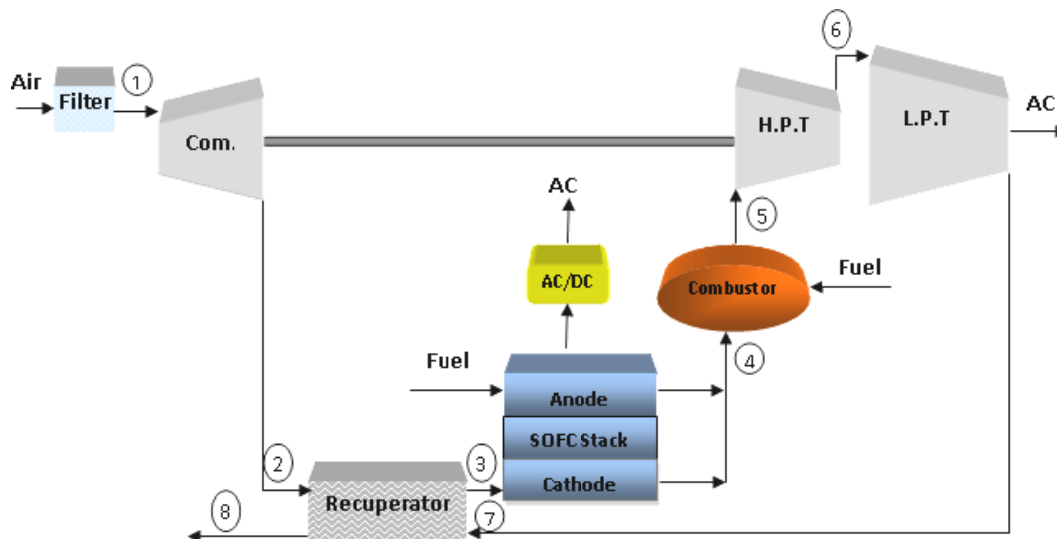 6
Air
1
Filter
Com.
H.P.T
L.P.T
AC
AC
5
AC/DC
Fuel
Combustor
4
Fuel
Anode
SOFC Stack
2
3
Cathode
Recuperator
7
8